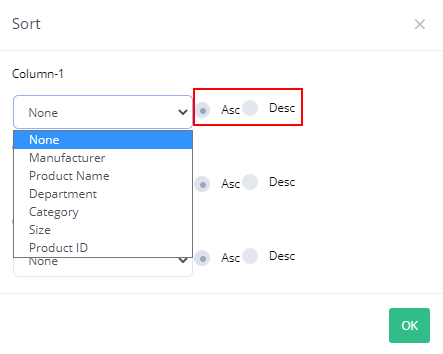 Sort
×
Column-1
None
Asc Desc
None
Manufacturer
Product Name
Department
Category
Size
Product ID
Asc Desc
None
Asc Desc
OK